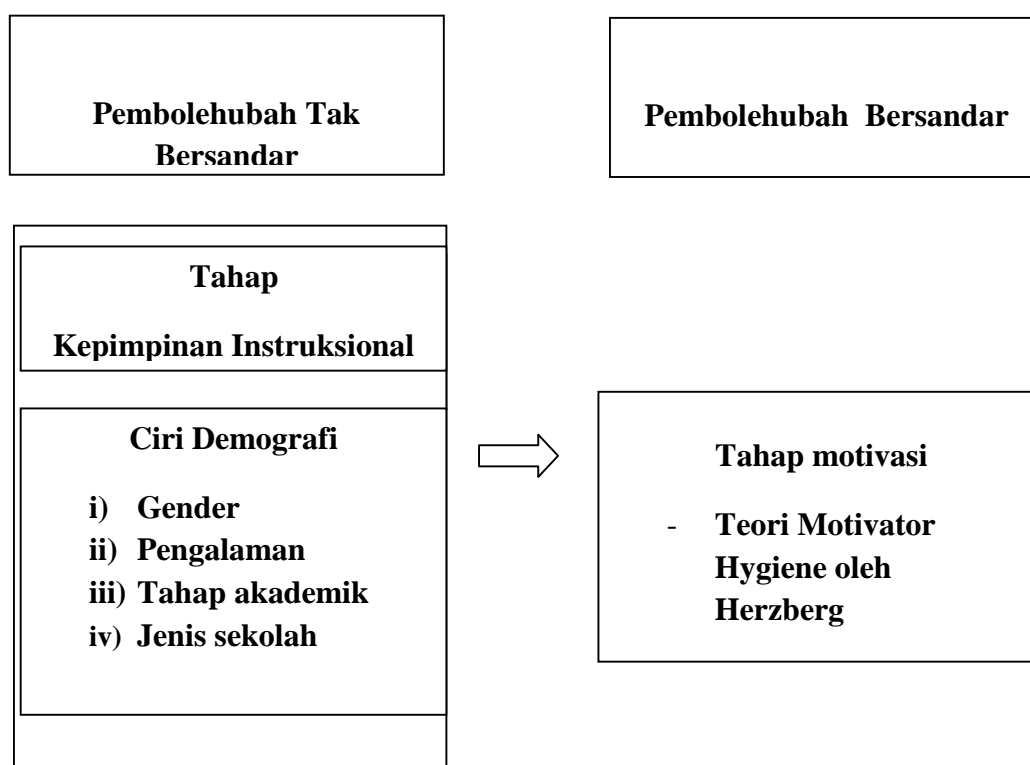 Pembolehubah Tak
Bersandar
Pembolehubah Bersandar
Tahap
Kepimpinan Instruksional
Ciri Demografi
i) Gender
ii) Pengalaman
iii) Tahap akademik
iv) Jenis sekolah
Tahap motivasi
- Teori Motivator
Hygiene oleh
Herzberg